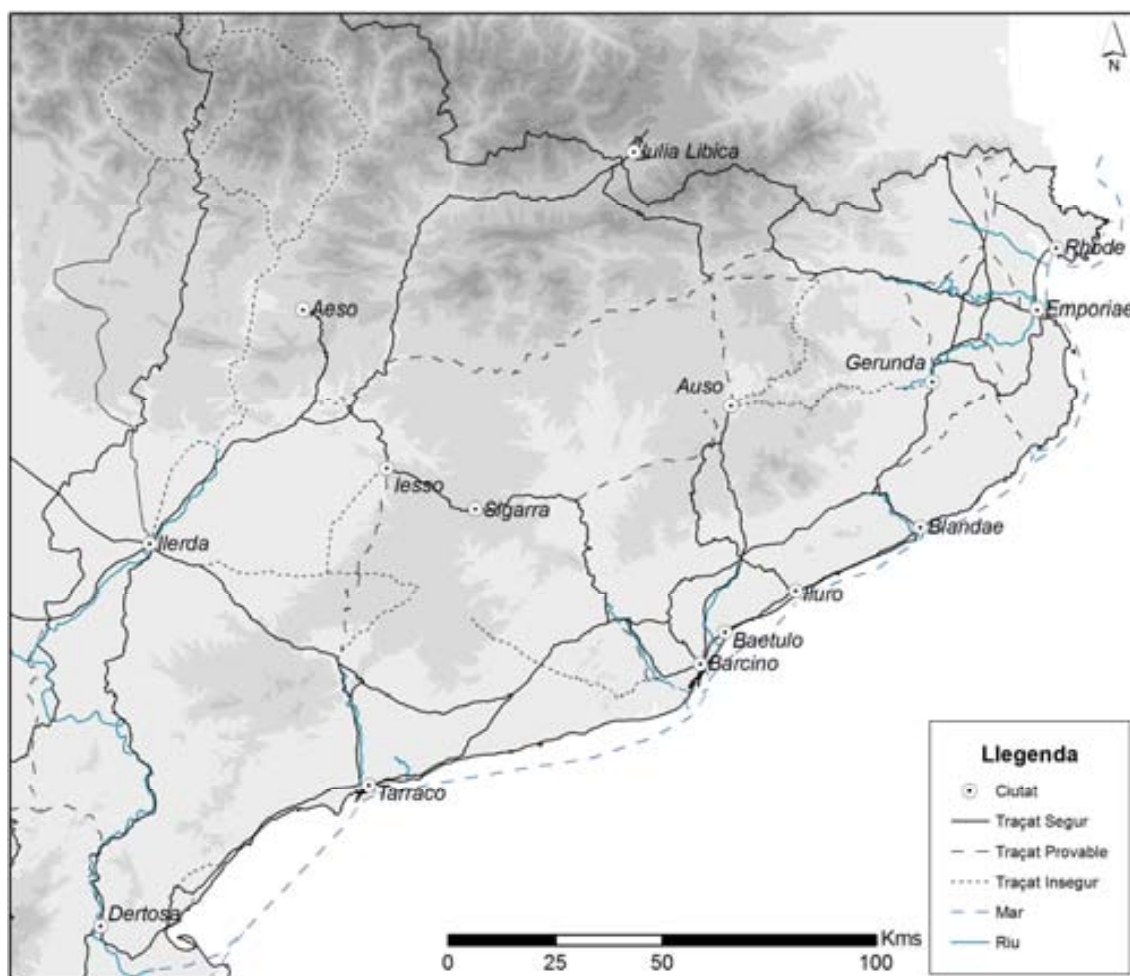 N
Iulia Libica
Rhode
Aeso
Emporiae
Gerunda
Auso
Iesso
Sigarra
Ilerda
Blandae
Iluro
Baetulo
Barcino
Tarraco
Dertosa
Llegenda
Ciutat
Traçat Segur
Traçat Provable
Traçat Insegur
Mar
Riu
Kms
0 25 50 100